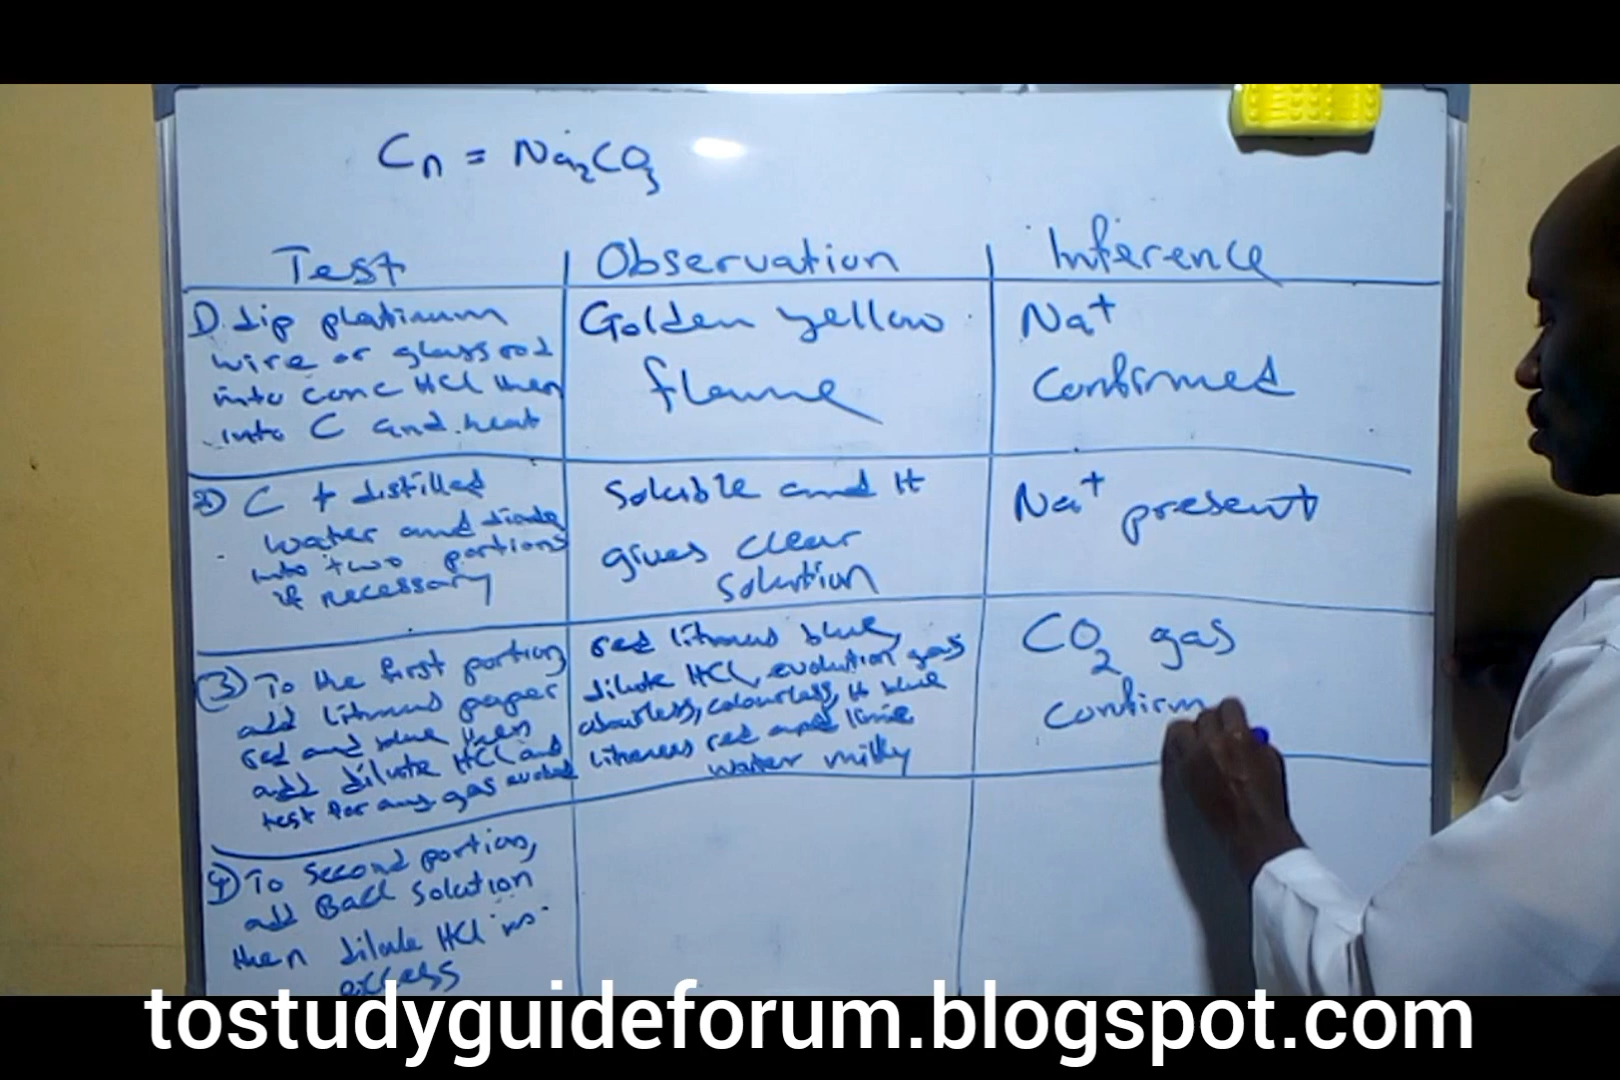 Cn = Na₂CO₃
Test | Observation | Inference
1). dip platinum
wire or glass rod
into conc HCl then
into C and heat
Golden yellow
flame
Na⁺
Confirmed
2) C + distilled
water and divide
into two portions
if necessary
Soluble and it
gives clear
solution
Na⁺ present
(3) To the first portion,
add litmus paper
red and blue then
add dilute HCl and
test for any gas evolved
red litmus blue,
dilute HCl, evolution gas
odourless, colourless, it blue
litmus red and lime
water milky
CO₂ gas
confirm
(4) To second portion,
add BaCl solution
then dilute HCl in
excess
tostudyguideforum.blogspot.com